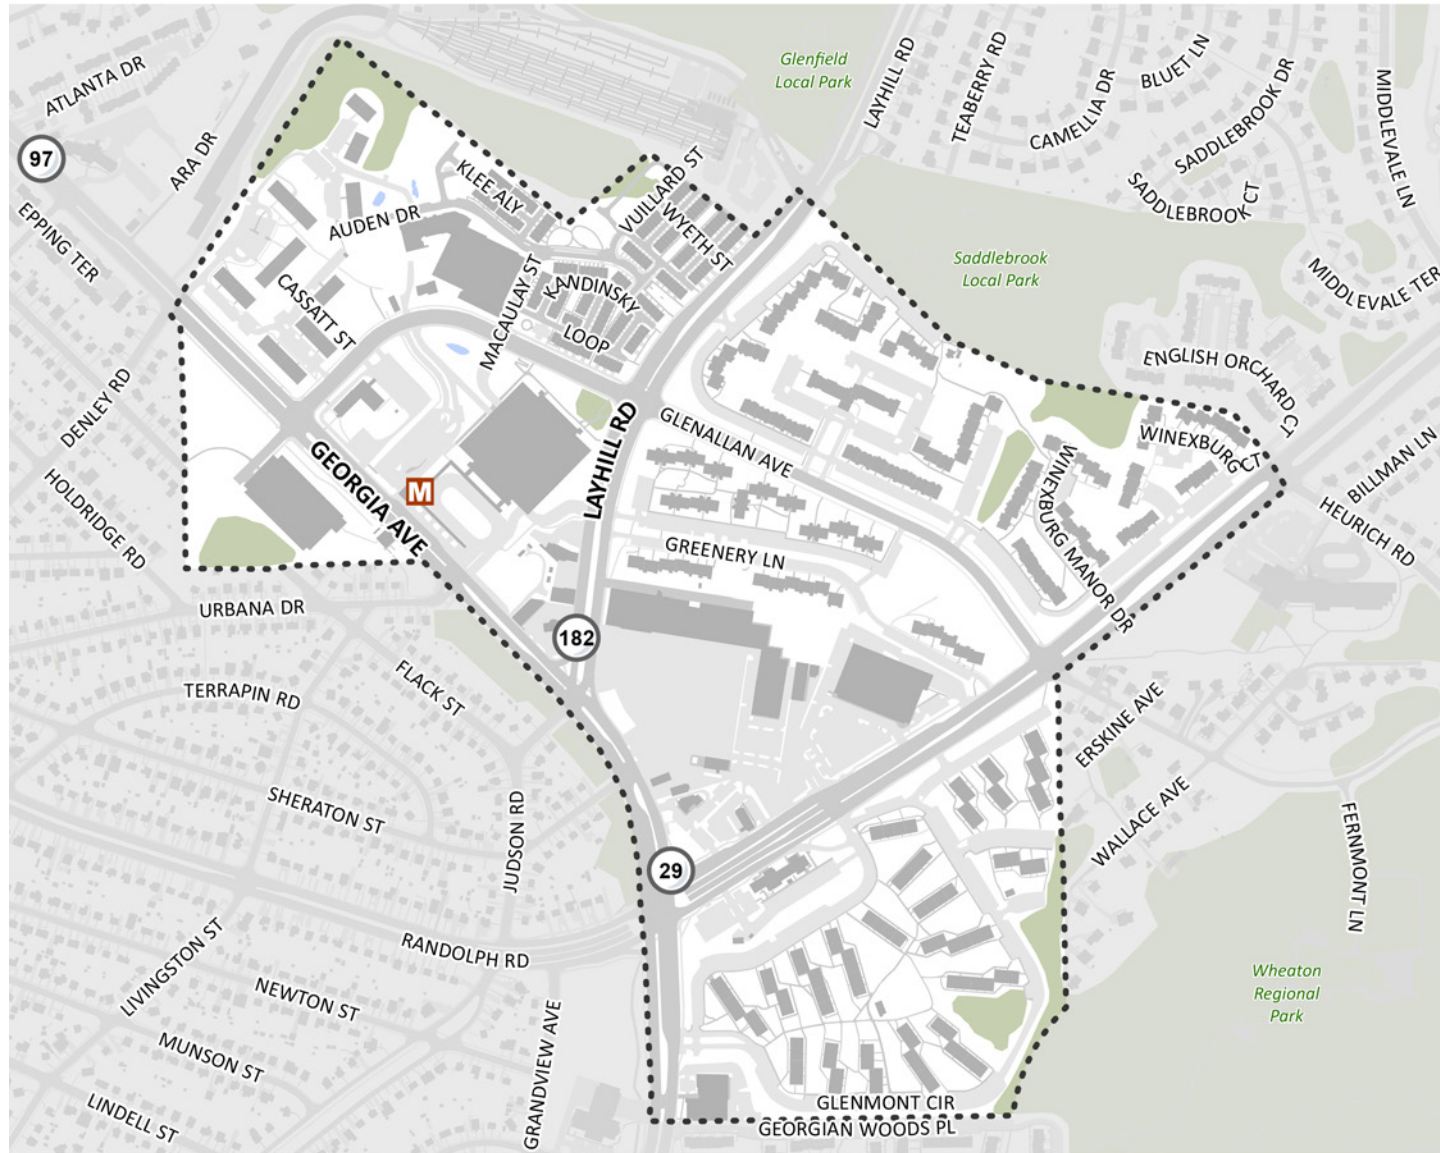 Glenfield
Local Park
LAYHILL RD
TEABERRY RD
BLUET LN
CAMELLIA DR
SADDLEBROOK DR
MIDDLEVALE LN
ATLANTA DR
97
ARA DR
EPPING TER
KLEE ALY
VUILLARD ST
WYETH ST
AUDEN DR
SADDLEBROOK CT
Saddlebrook
Local Park
MIDDLEVALE TER
CASSATT ST
MACAULAY ST
KANDINSKY
LOOP
ENGLISH ORCHARD CT
DENLEY RD
GEORGIA AVE
M
LAYHILL RD
GLENALLAN AVE
WINEXBURG CT
WINEXBURG MANOR DR
BILLMAN LN
HEURICH RD
HOLDRIDGE RD
GREENERY LN
URBANA DR
182
FLACK ST
TERRAPIN RD
ERSKINE AVE
SHERATON ST
JUDSON RD
WALLACE AVE
FERNMONT LN
29
RANDOLPH RD
LIVINGSTON ST
NEWTON ST
Wheaton
Regional
Park
MUNSON ST
GRANDVIEW AVE
LINDELL ST
GLENMONT CIR
GEORGIAN WOODS PL